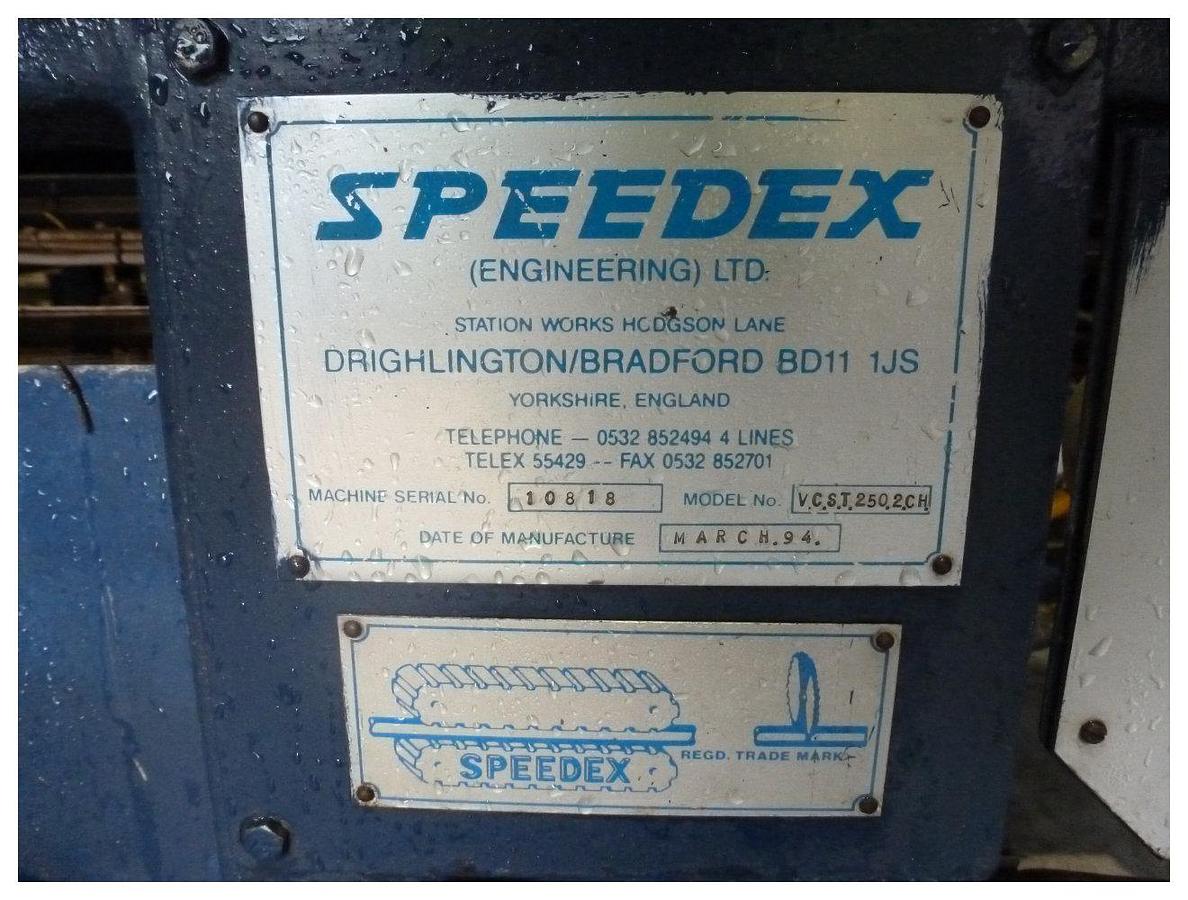 SPEEDEX
(ENGINEERING) LTD.
STATION WORKS HODGSON LANE
DRIGHLINGTON/BRADFORD BD11 1JS
YORKSHIRE, ENGLAND
TELEPHONE — 0532 852494 4 LINES
TELEX 55429 -- FAX 0532 852701
MACHINE SERIAL No. 10818 MODEL No. V.C.S.T.250.2.CH
DATE OF MANUFACTURE MARCH.94.
REGD. TRADE MARK
SPEEDEX